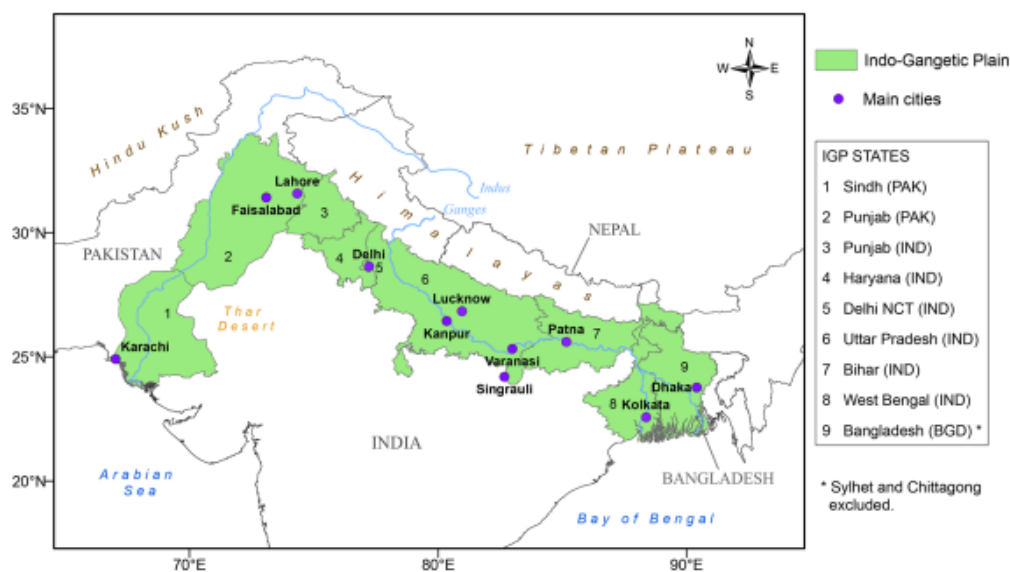 N
W E
S
35°N
30°N
25°N
20°N
70°E
80°E
90°E
Hindu Kush
Tibetan Plateau
Himalayas
Indus
Ganges
NEPAL
PAKISTAN
Lahore
Faisalabad
3
2
Delhi
4
5
6
Thar
Desert
1
Lucknow
Kanpur
Patna
7
Karachi
Varanasi
Singrauli
9
Dhaka
8
Kolkata
INDIA
BANGLADESH
Arabian
Sea
Bay of Bengal
Indo-Gangetic Plain
Main cities
IGP STATES
1 Sindh (PAK)
2 Punjab (PAK)
3 Punjab (IND)
4 Haryana (IND)
5 Delhi NCT (IND)
6 Uttar Pradesh (IND)
7 Bihar (IND)
8 West Bengal (IND)
9 Bangladesh (BGD) *
* Sylhet and Chittagong
excluded.